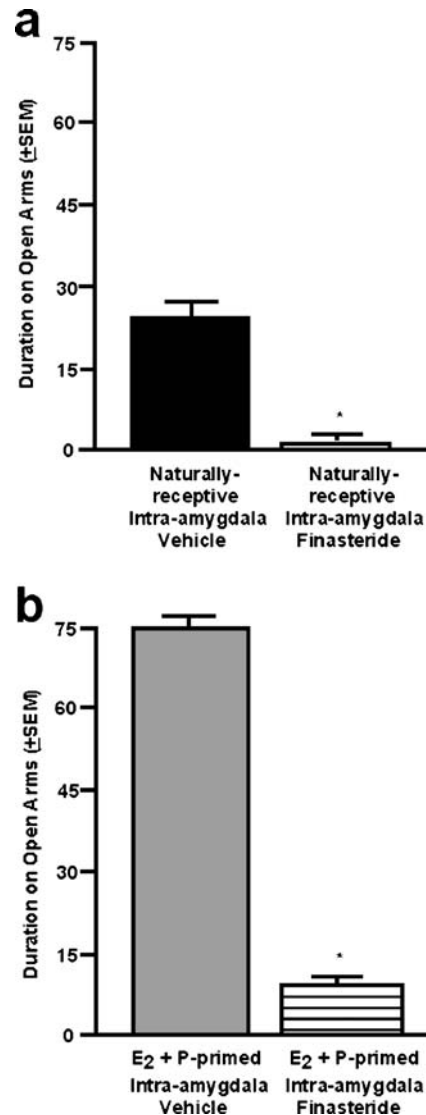 a
Duration on Open Arms (±SEM)
75
60
45
30
15
0
*
Naturally- Naturally-
receptive receptive
Intra-amygdala Intra-amygdala
Vehicle Finasteride
b
Duration on Open Arms (±SEM)
75
60
45
30
15
0
*
E₂ + P-primed E₂ + P-primed
Intra-amygdala Intra-amygdala
Vehicle Finasteride